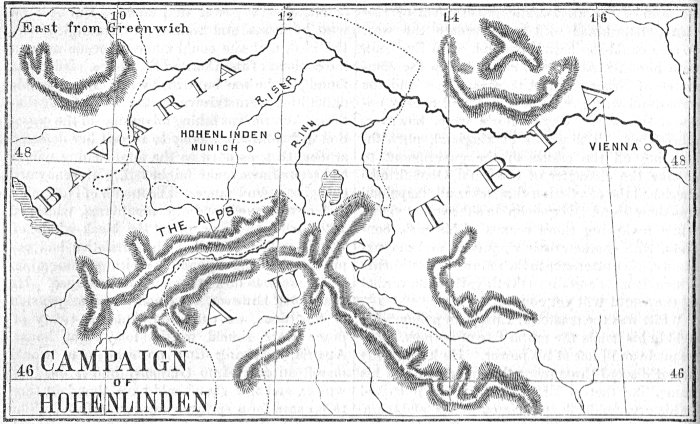 10 12 14 16
East from Greenwich
BAVARIA
R. ISER
HOHENLINDEN
MUNICH
R. INN
VIENNA
48 48
THE ALPS
AUSTRIA
46 46
CAMPAIGN
OF
HOHENLINDEN